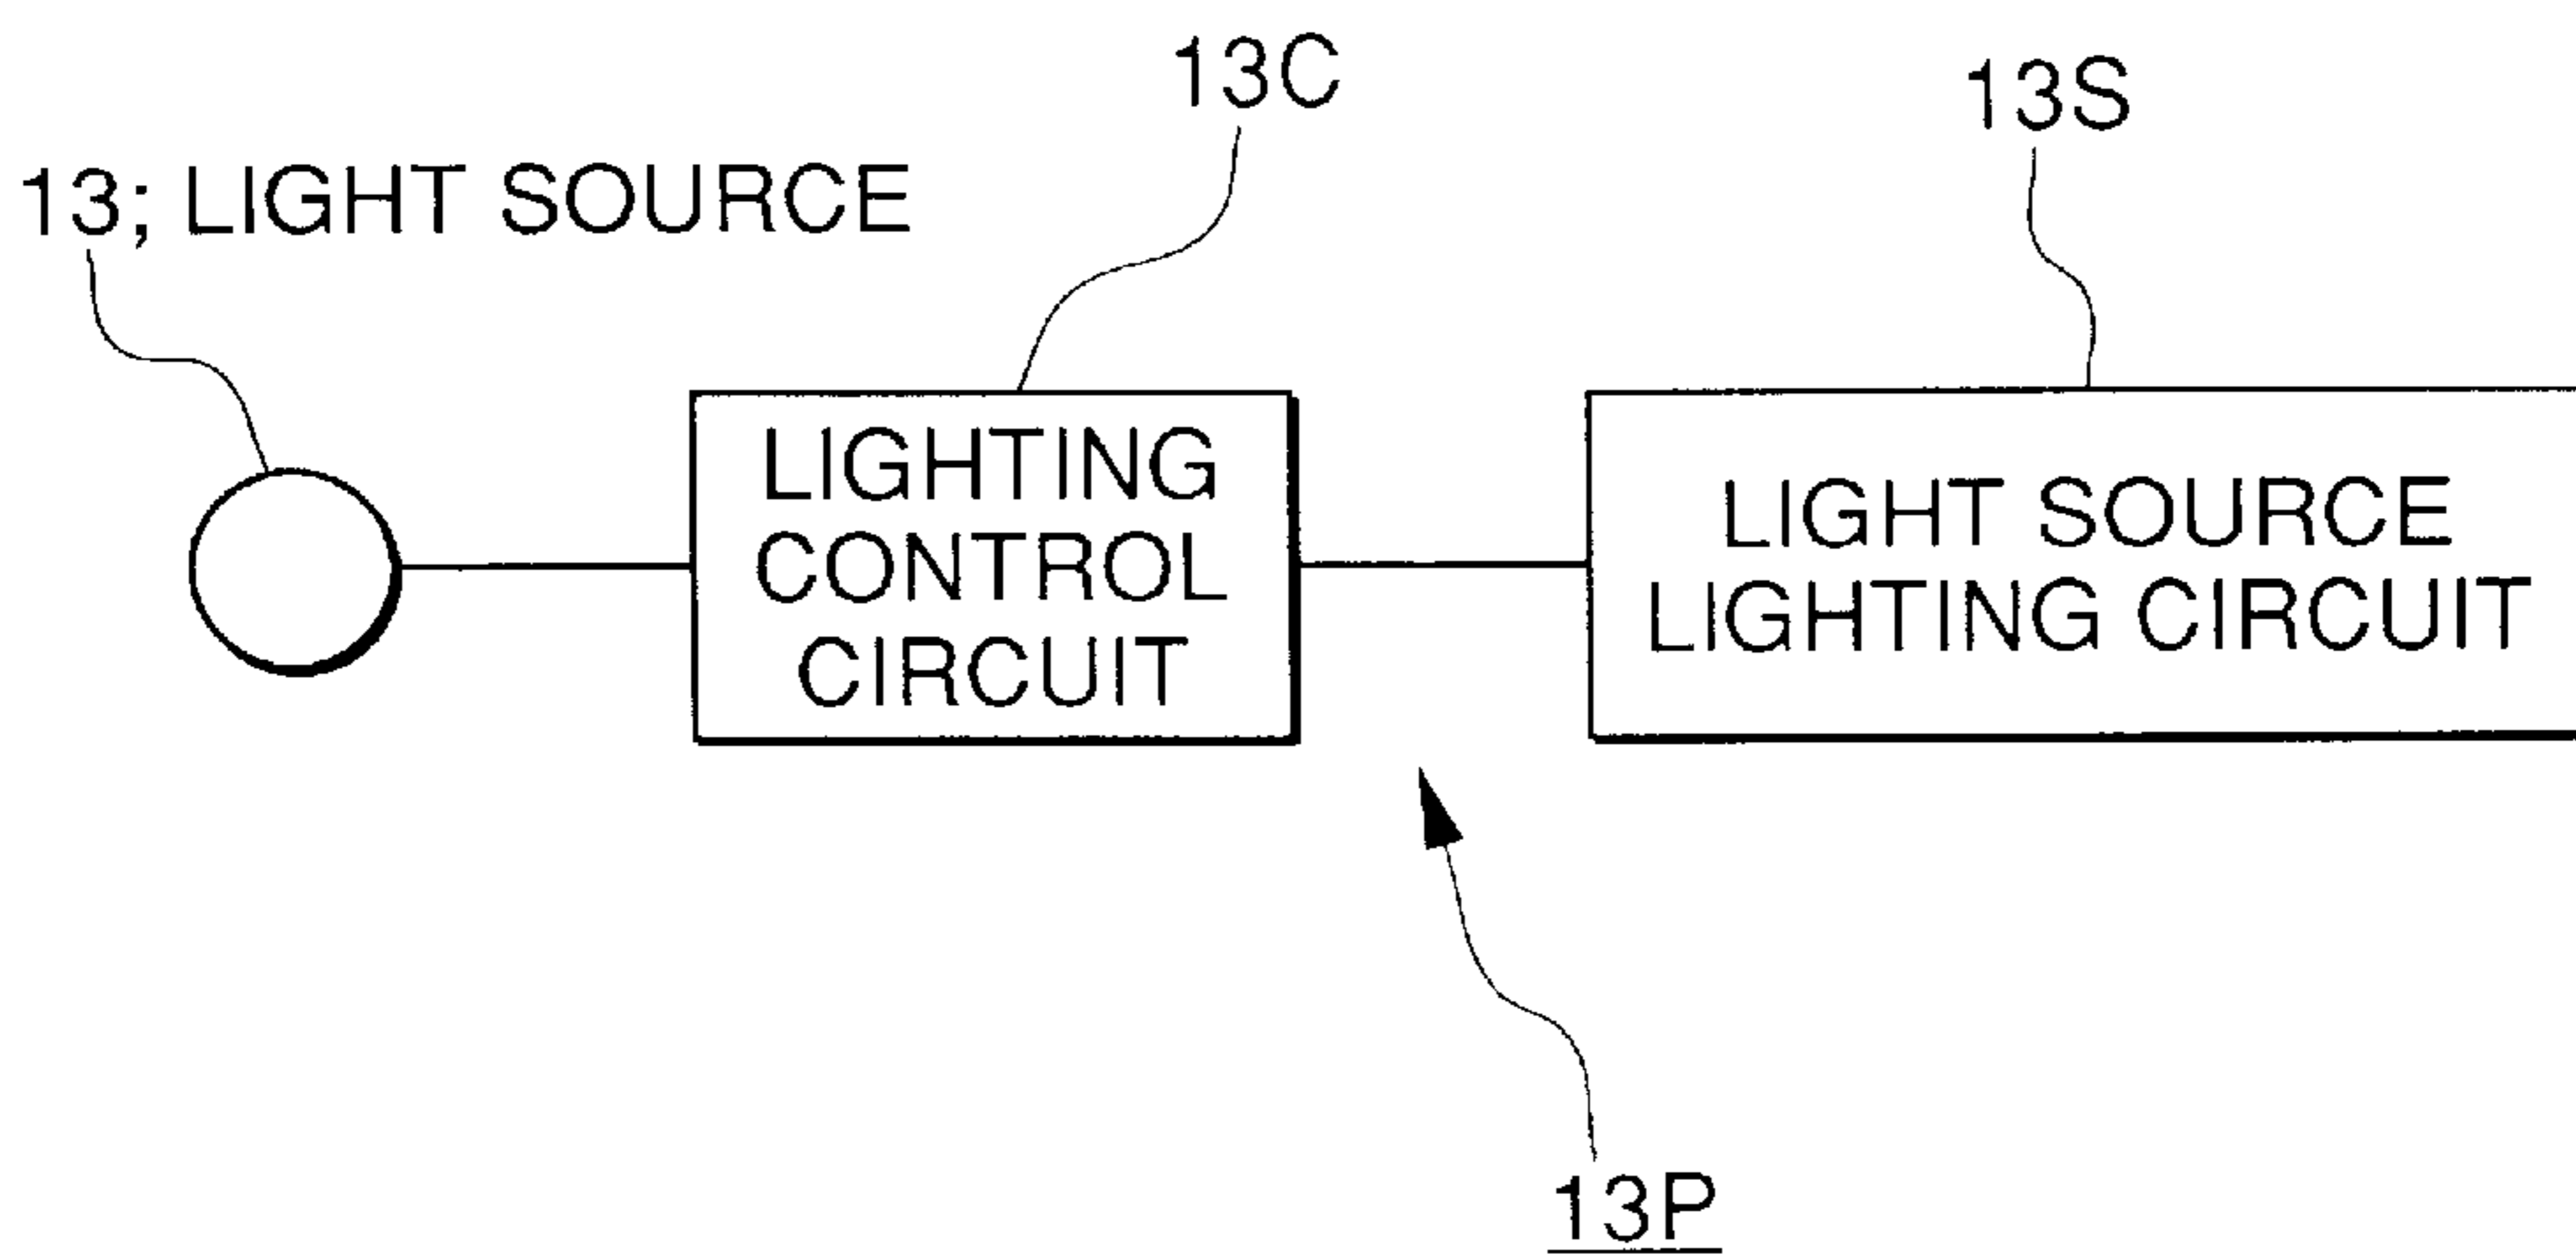 13C
13S
13; LIGHT SOURCE
LIGHTING
CONTROL
CIRCUIT
LIGHT SOURCE
LIGHTING CIRCUIT
13P